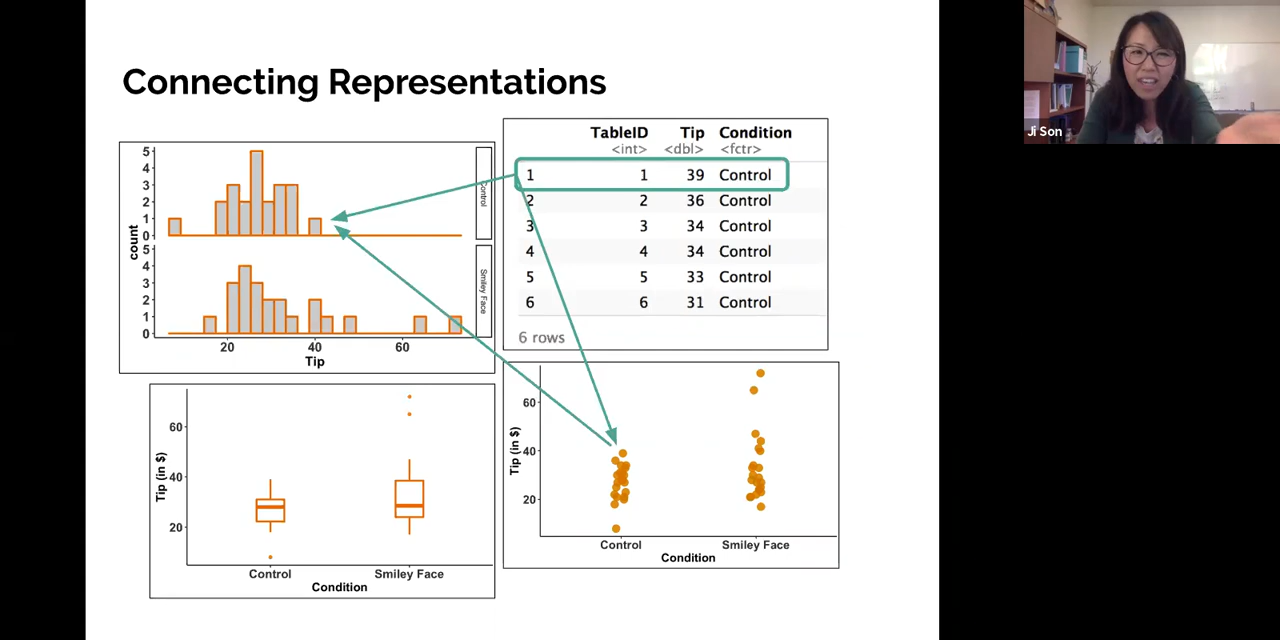 Connecting Representations
Ji Son
count
5
4
3
2
1
0
Control
5
4
3
2
1
0
Smiley Face
20 40 60
Tip
TableID Tip Condition
<int> <dbl> <fctr>
1 1 39 Control
2 2 36 Control
3 3 34 Control
4 4 34 Control
5 5 33 Control
6 6 31 Control
6 rows
Tip (in $)
60
40
20
Control Smiley Face
Condition
Tip (in $)
60
40
20
Control Smiley Face
Condition